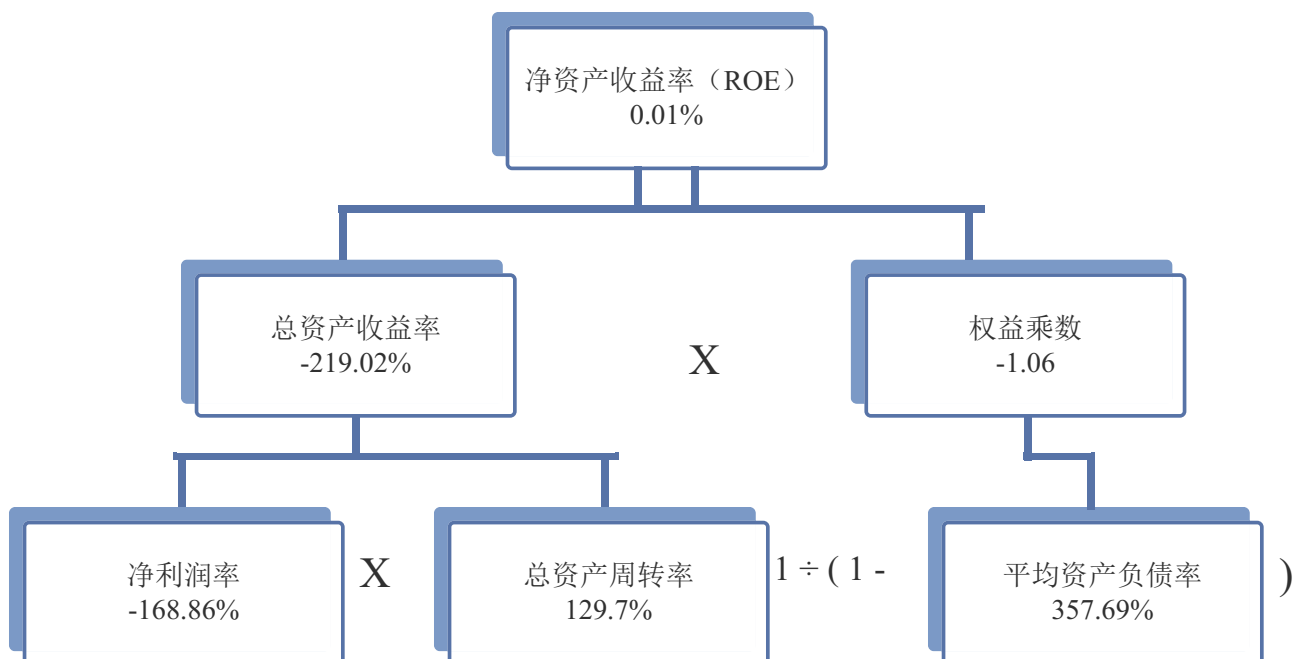 净资产收益率（ROE）
0.01%
总资产收益率
-219.02%
X
权益乘数
-1.06
净利润率
-168.86%
X
总资产周转率
129.7%
1 ÷ ( 1 -
平均资产负债率
357.69%
)